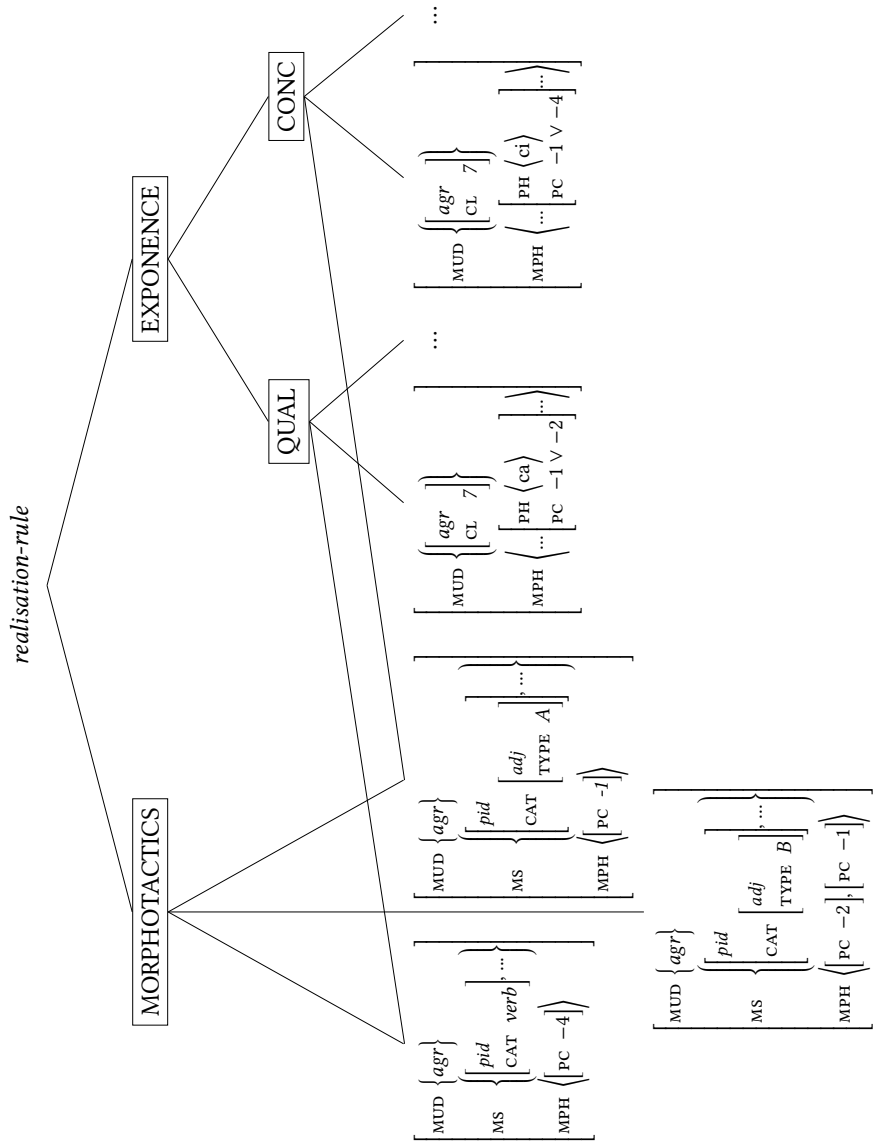 realisation-rule
MORPHOTACTICS EXPONENCE
QUAL CONC
MUD {agr}
MS {[pid CAT verb], ...}
MPH ⟨[PC −4]⟩
MUD {agr}
MS {[pid CAT [adj TYPE A]], ...}
MPH ⟨[PC -1]⟩
MUD {[agr CL 7]}
MPH ⟨... [PH ⟨ca⟩ PC −1 ∨ −2] ...⟩
...
MUD {[agr CL 7]}
MPH ⟨... [PH ⟨ci⟩ PC −1 ∨ −4] ...⟩
...
MUD {agr}
MS {[pid CAT [adj TYPE B]], ...}
MPH ⟨[PC −2], [PC −1]⟩